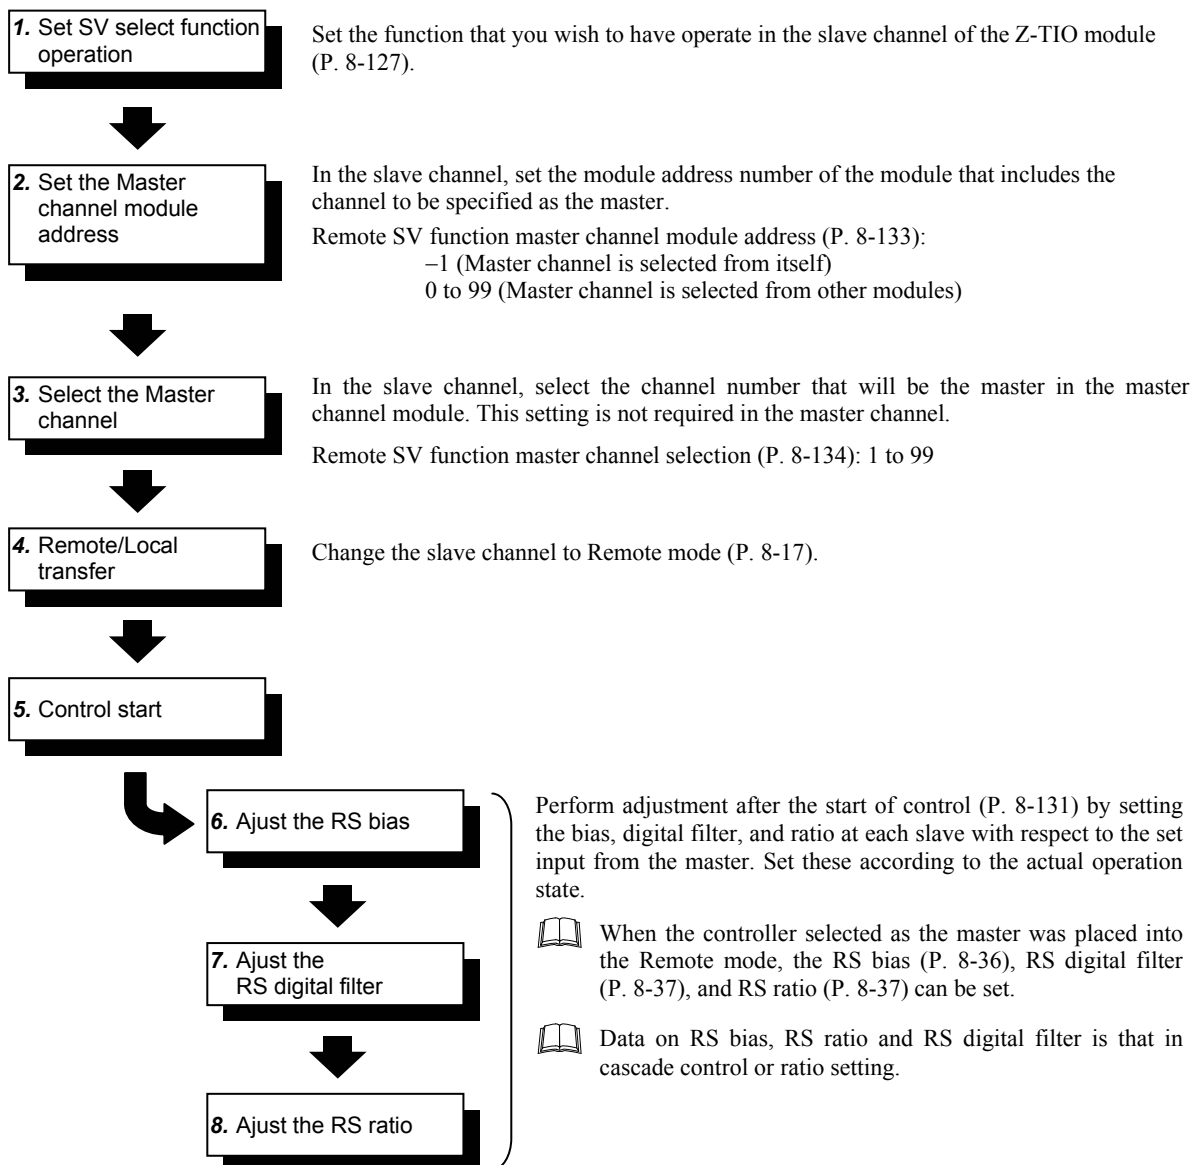 1. Set SV select function
operation
Set the function that you wish to have operate in the slave channel of the Z-TIO module
(P. 8-127).
2. Set the Master
channel module
address
In the slave channel, set the module address number of the module that includes the
channel to be specified as the master.
Remote SV function master channel module address (P. 8-133):
−1 (Master channel is selected from itself)
0 to 99 (Master channel is selected from other modules)
3. Select the Master
channel
In the slave channel, select the channel number that will be the master in the master
channel module. This setting is not required in the master channel.
Remote SV function master channel selection (P. 8-134): 1 to 99
4. Remote/Local
transfer
Change the slave channel to Remote mode (P. 8-17).
5. Control start
6. Ajust the RS bias
7. Ajust the
RS digital filter
8. Ajust the RS ratio
Perform adjustment after the start of control (P. 8-131) by setting
the bias, digital filter, and ratio at each slave with respect to the set
input from the master. Set these according to the actual operation
state.
When the controller selected as the master was placed into
the Remote mode, the RS bias (P. 8-36), RS digital filter
(P. 8-37), and RS ratio (P. 8-37) can be set.
Data on RS bias, RS ratio and RS digital filter is that in
cascade control or ratio setting.